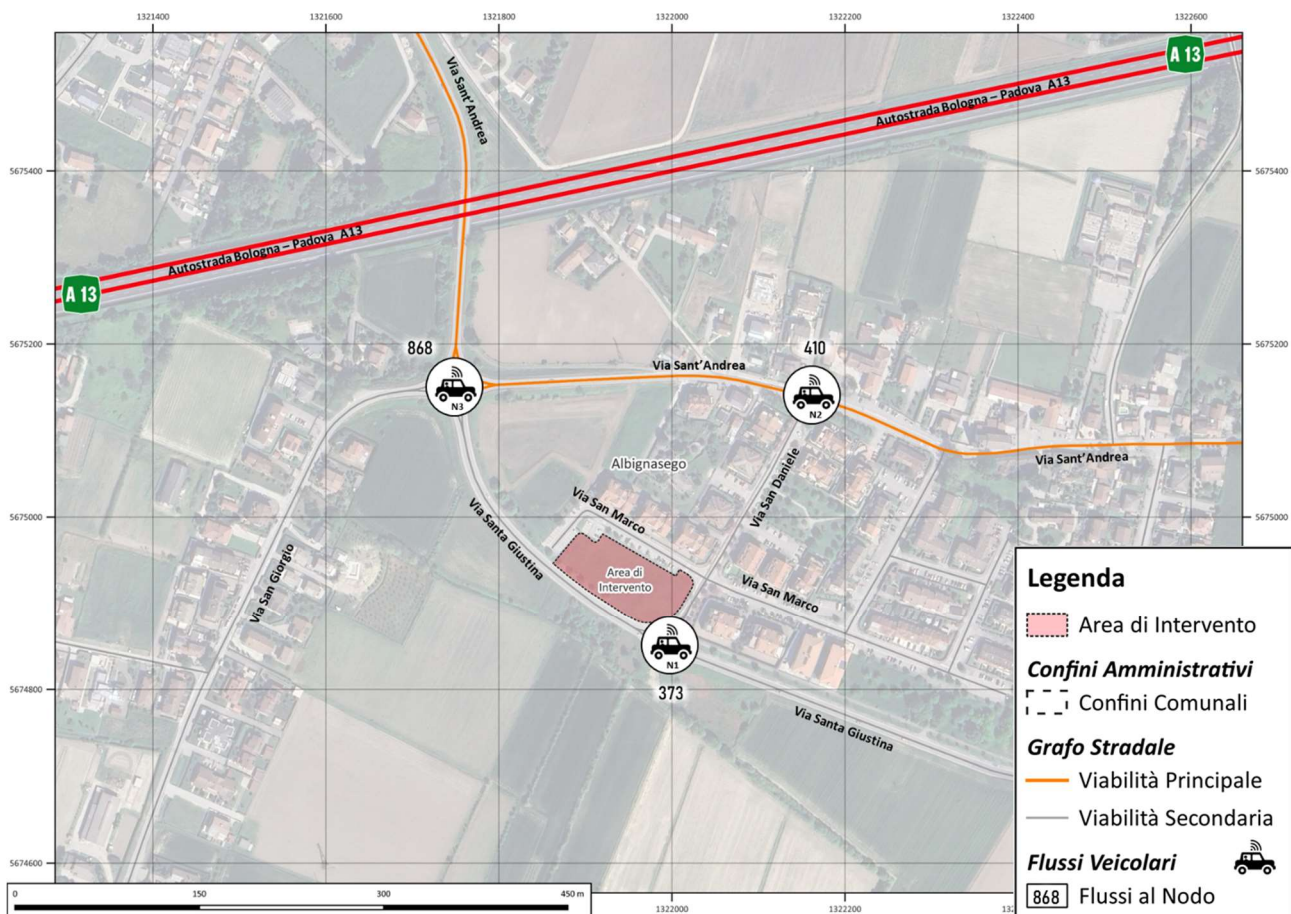 1321400
1321600
1321800
1322000
1322200
1322400
1322600
A 13
Via Sant'Andrea
Autostrada Bologna – Padova A13
5675400
5675400
Autostrada Bologna – Padova A13
A 13
868
5675200
5675200
410
Via Sant'Andrea
N3
N2
Via Sant'Andrea
Albignasego
Via San Daniele
Via San Marco
5675000
5675000
Via Santa Giustina
Via San Giorgio
Area di
Intervento
Via San Marco
N1
373
5674800
Via Santa Giustina
5674600
Legenda
Area di Intervento
Confini Amministrativi
Confini Comunali
Grafo Stradale
Viabilità Principale
Viabilità Secondaria
Flussi Veicolari
868 Flussi al Nodo
0
150
300
450 m
1322000
1322200